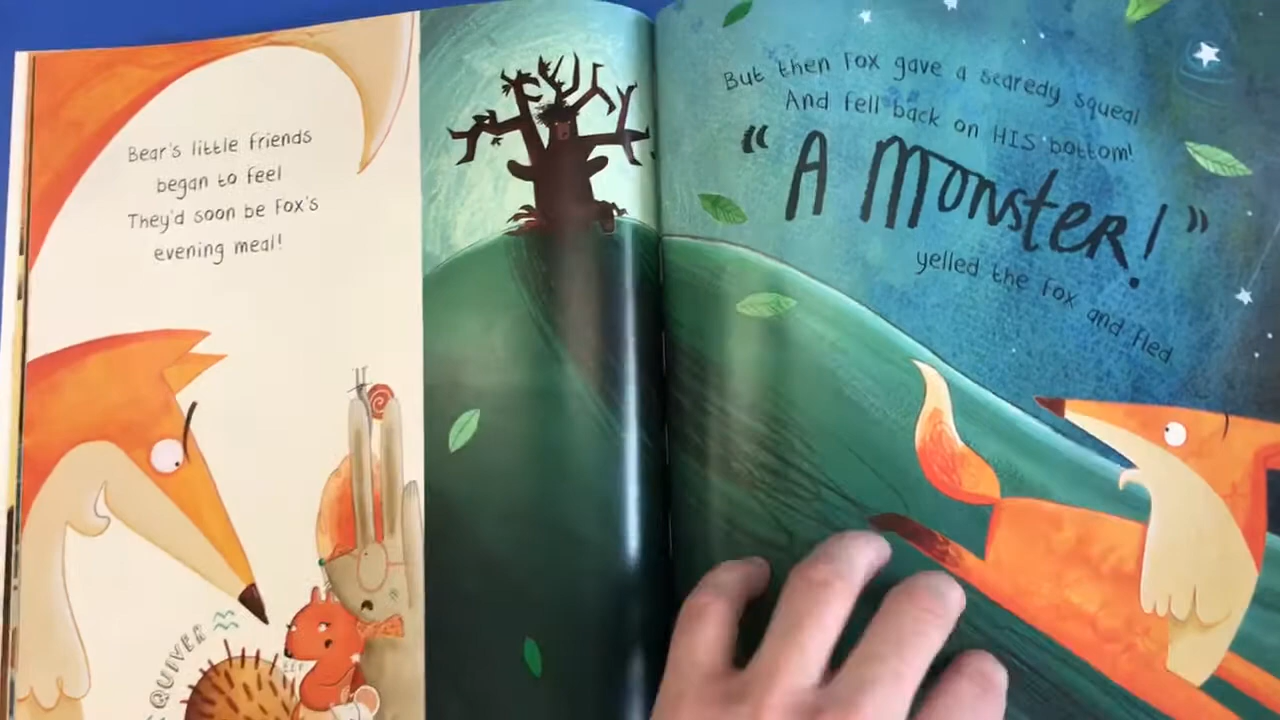 Bear's little friends
began to feel
They'd soon be Fox's
evening meal!
QUIVER
EEP
But then Fox gave a scaredy squeal
And fell back on HIS bottom!
"A Monster!"
yelled the Fox and fled